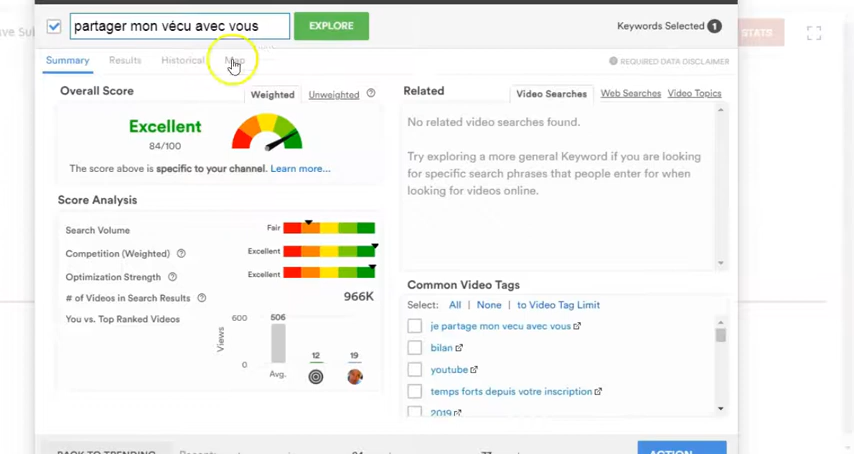 partager mon vécu avec vous
EXPLORE
Keywords Selected 1
STATS
Summary
Results
Historical
Map
REQUIRED DATA DISCLAIMER
Overall Score
Weighted
Unweighted
Excellent
84/100
The score above is specific to your channel. Learn more...
Score Analysis
Search Volume
Fair
Competition (Weighted)
Excellent
Optimization Strength
Excellent
# of Videos in Search Results
966K
You vs. Top Ranked Videos
Views
600
0
506
12
19
Avg.
Related
Video Searches
Web Searches
Video Topics
No related video searches found.
Try exploring a more general Keyword if you are looking
for specific search phrases that people enter for when
looking for videos online.
Common Video Tags
Select:
All
None
to Video Tag Limit
je partage mon vecu avec vous
bilan
youtube
temps forts depuis votre inscription
2019
BACK TO TRENDING
ACTION